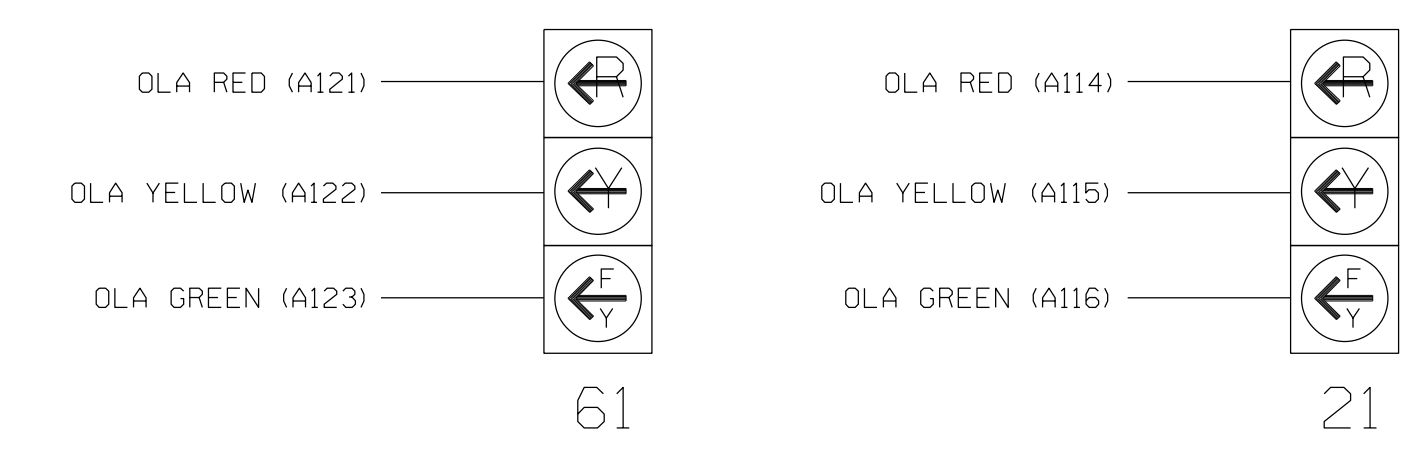 OLA RED (A121)
R
OLA YELLOW (A122)
Y
OLA GREEN (A123)
F
Y
61
OLA RED (A114)
R
OLA YELLOW (A115)
Y
OLA GREEN (A116)
F
Y
21